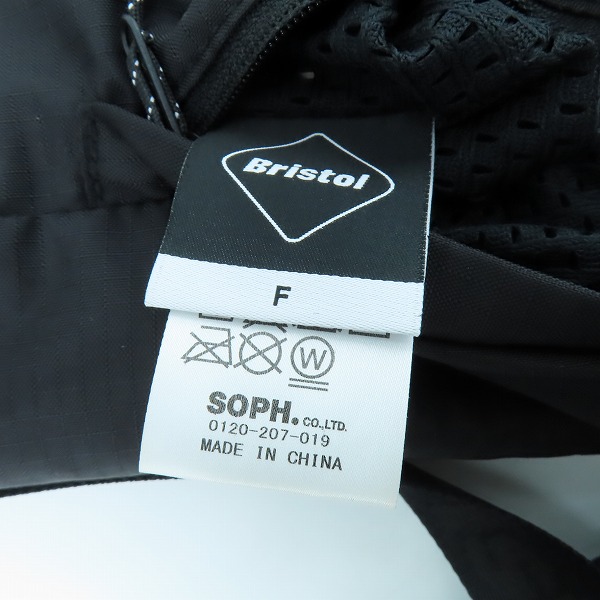 Bristol
F
W
SOPH. CO.,LTD.
0120-207-019
MADE IN CHINA